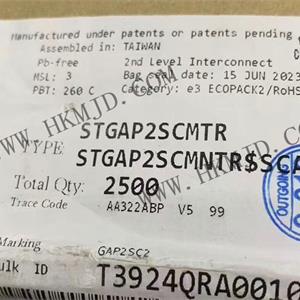 Manufactured under patents or patents pending
Assembled in: TAIWAN
Pb-free 2nd Level Interconnect
MSL: 3 Bag seal date: 15 JUN 2023
PBT: 260 C Category: e3 ECOPACK2/RoHS
WWW.HKMJD.COM
STGAP2SCMTR
TYPE:
STGAP2SCMNTR$SCA
Total Qty: 2500
Trace Code AA322ABP V5 99
OUTGOING
Marking GAP2SC2
Bulk ID T3924QRA0010